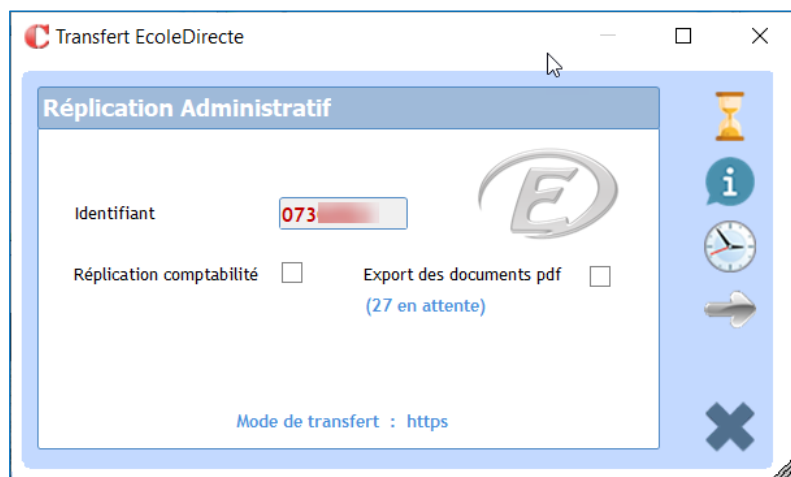 Transfert EcoleDirecte
Réplication Administratif
Identifiant
073
Réplication comptabilité
Export des documents pdf
(27 en attente)
Mode de transfert : https